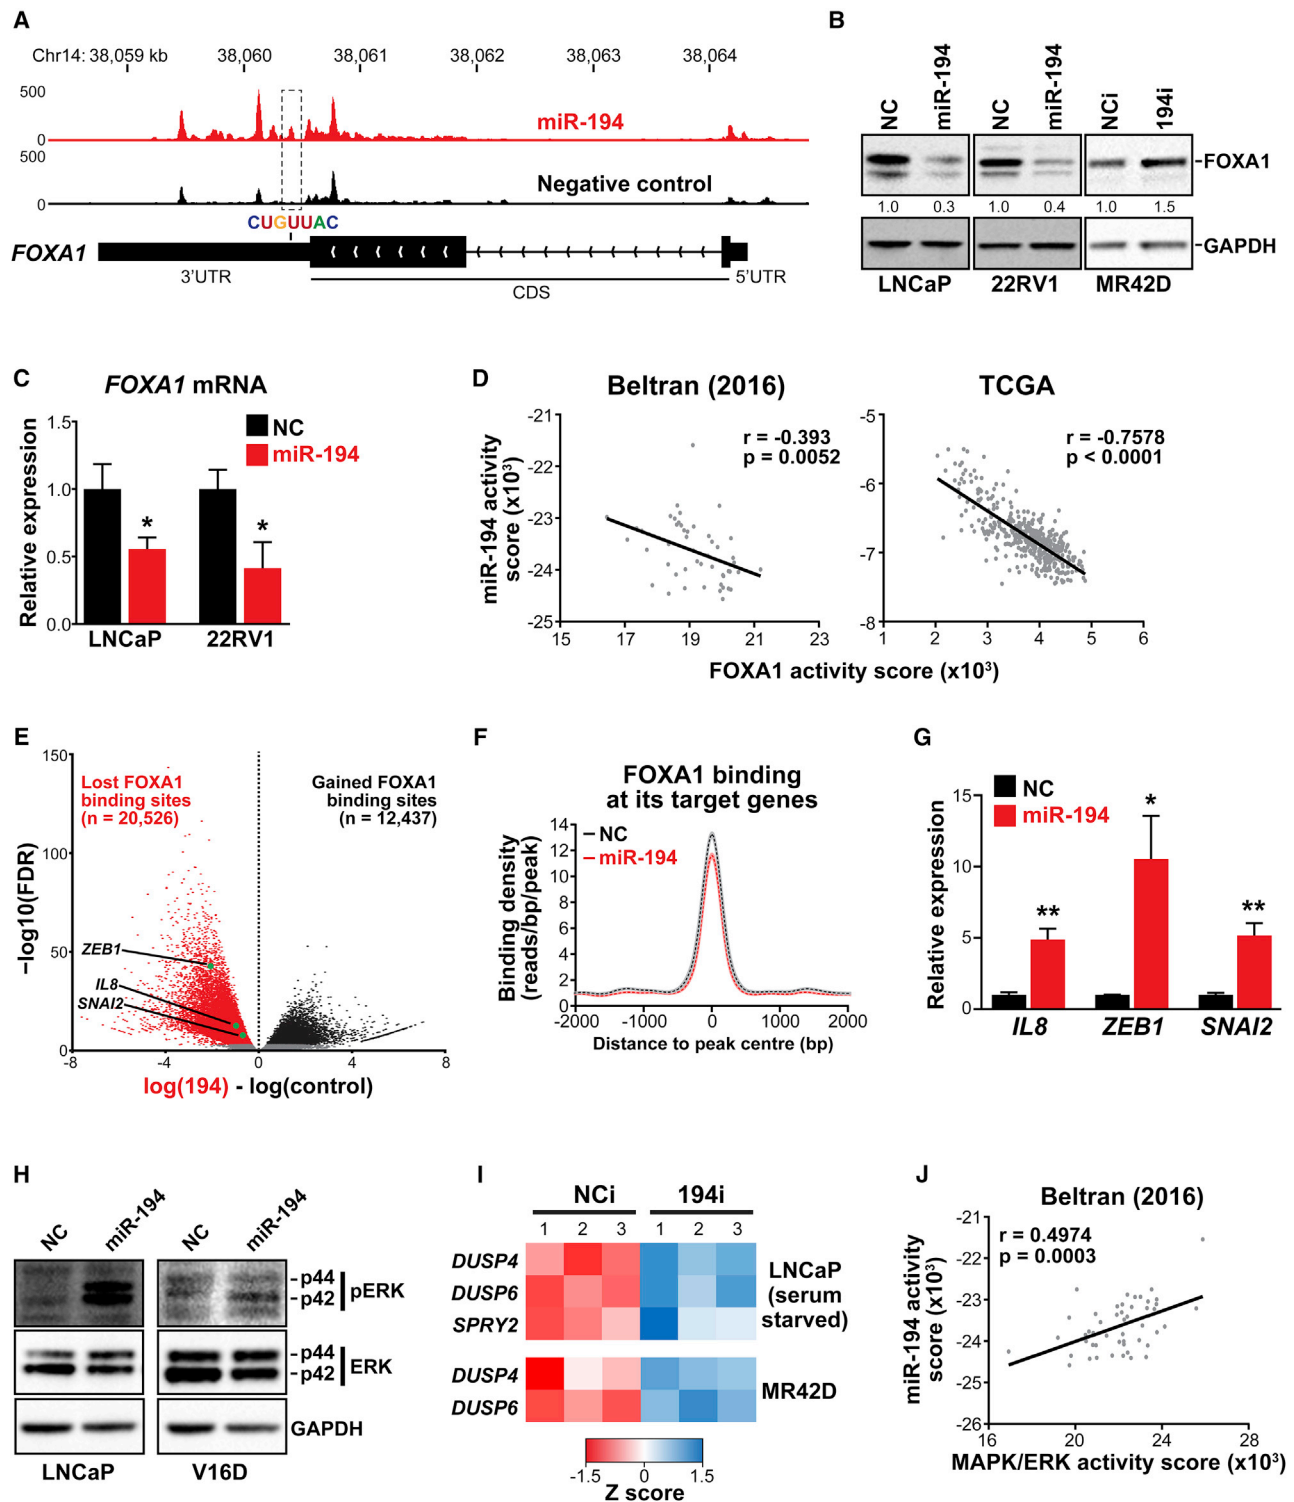 A
Chr14: 38,059 kb 38,060 38,061 38,062 38,063 38,064
500
0
miR-194
500
0
Negative control
CUGUUAC
FOXA1
3'UTR
CDS
5'UTR
B
NC miR-194 NC miR-194 NCi 194i
FOXA1
1.0 0.3 1.0 0.4 1.0 1.5
GAPDH
LNCaP 22RV1 MR42D
C
FOXA1 mRNA
NC
miR-194
Relative expression
1.5
1.0
0.5
0.0
* *
LNCaP 22RV1
D
Beltran (2016)
r = -0.393
p = 0.0052
miR-194 activity
score (x10³)
-21
-22
-23
-24
-25
15 17 19 21 23
TCGA
r = -0.7578
p < 0.0001
-5
-6
-7
-8
1 2 3 4 5 6
FOXA1 activity score (x10³)
E
Lost FOXA1
binding sites
(n = 20,526)
Gained FOXA1
binding sites
(n = 12,437)
−log10(FDR)
150
100
50
0
ZEB1
IL8
SNAI2
-8 -4 0 4 8
log(194) - log(control)
F
FOXA1 binding
at its target genes
NC
miR-194
Binding density
(reads/bp/peak)
14
12
10
8
6
4
2
0
-2000 -1000 0 1000 2000
Distance to peak centre (bp)
G
NC
miR-194
Relative expression
15
10
5
0
** * **
IL8 ZEB1 SNAI2
H
NC miR-194 NC miR-194
p44
p42
pERK
p44
p42
ERK
GAPDH
LNCaP V16D
I
NCi 194i
1 2 3 1 2 3
DUSP4
DUSP6
SPRY2
LNCaP
(serum
starved)
DUSP4
DUSP6
MR42D
-1.5 0 1.5
Z score
J
Beltran (2016)
r = 0.4974
p = 0.0003
miR-194 activity
score (x10³)
-21
-22
-23
-24
-25
-26
16 20 24 28
MAPK/ERK activity score (x10³)